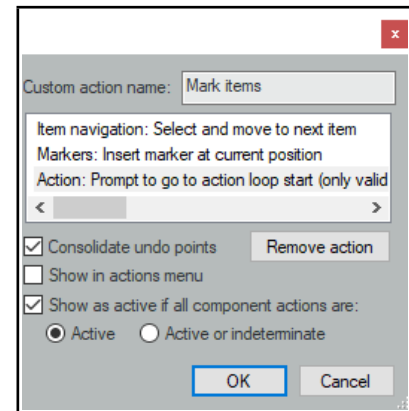 x
Custom action name: Mark items
Item navigation: Select and move to next item
Markers: Insert marker at current position
Action: Prompt to go to action loop start (only valid
Consolidate undo points Remove action
Show in actions menu
Show as active if all component actions are:
Active Active or indeterminate
OK Cancel